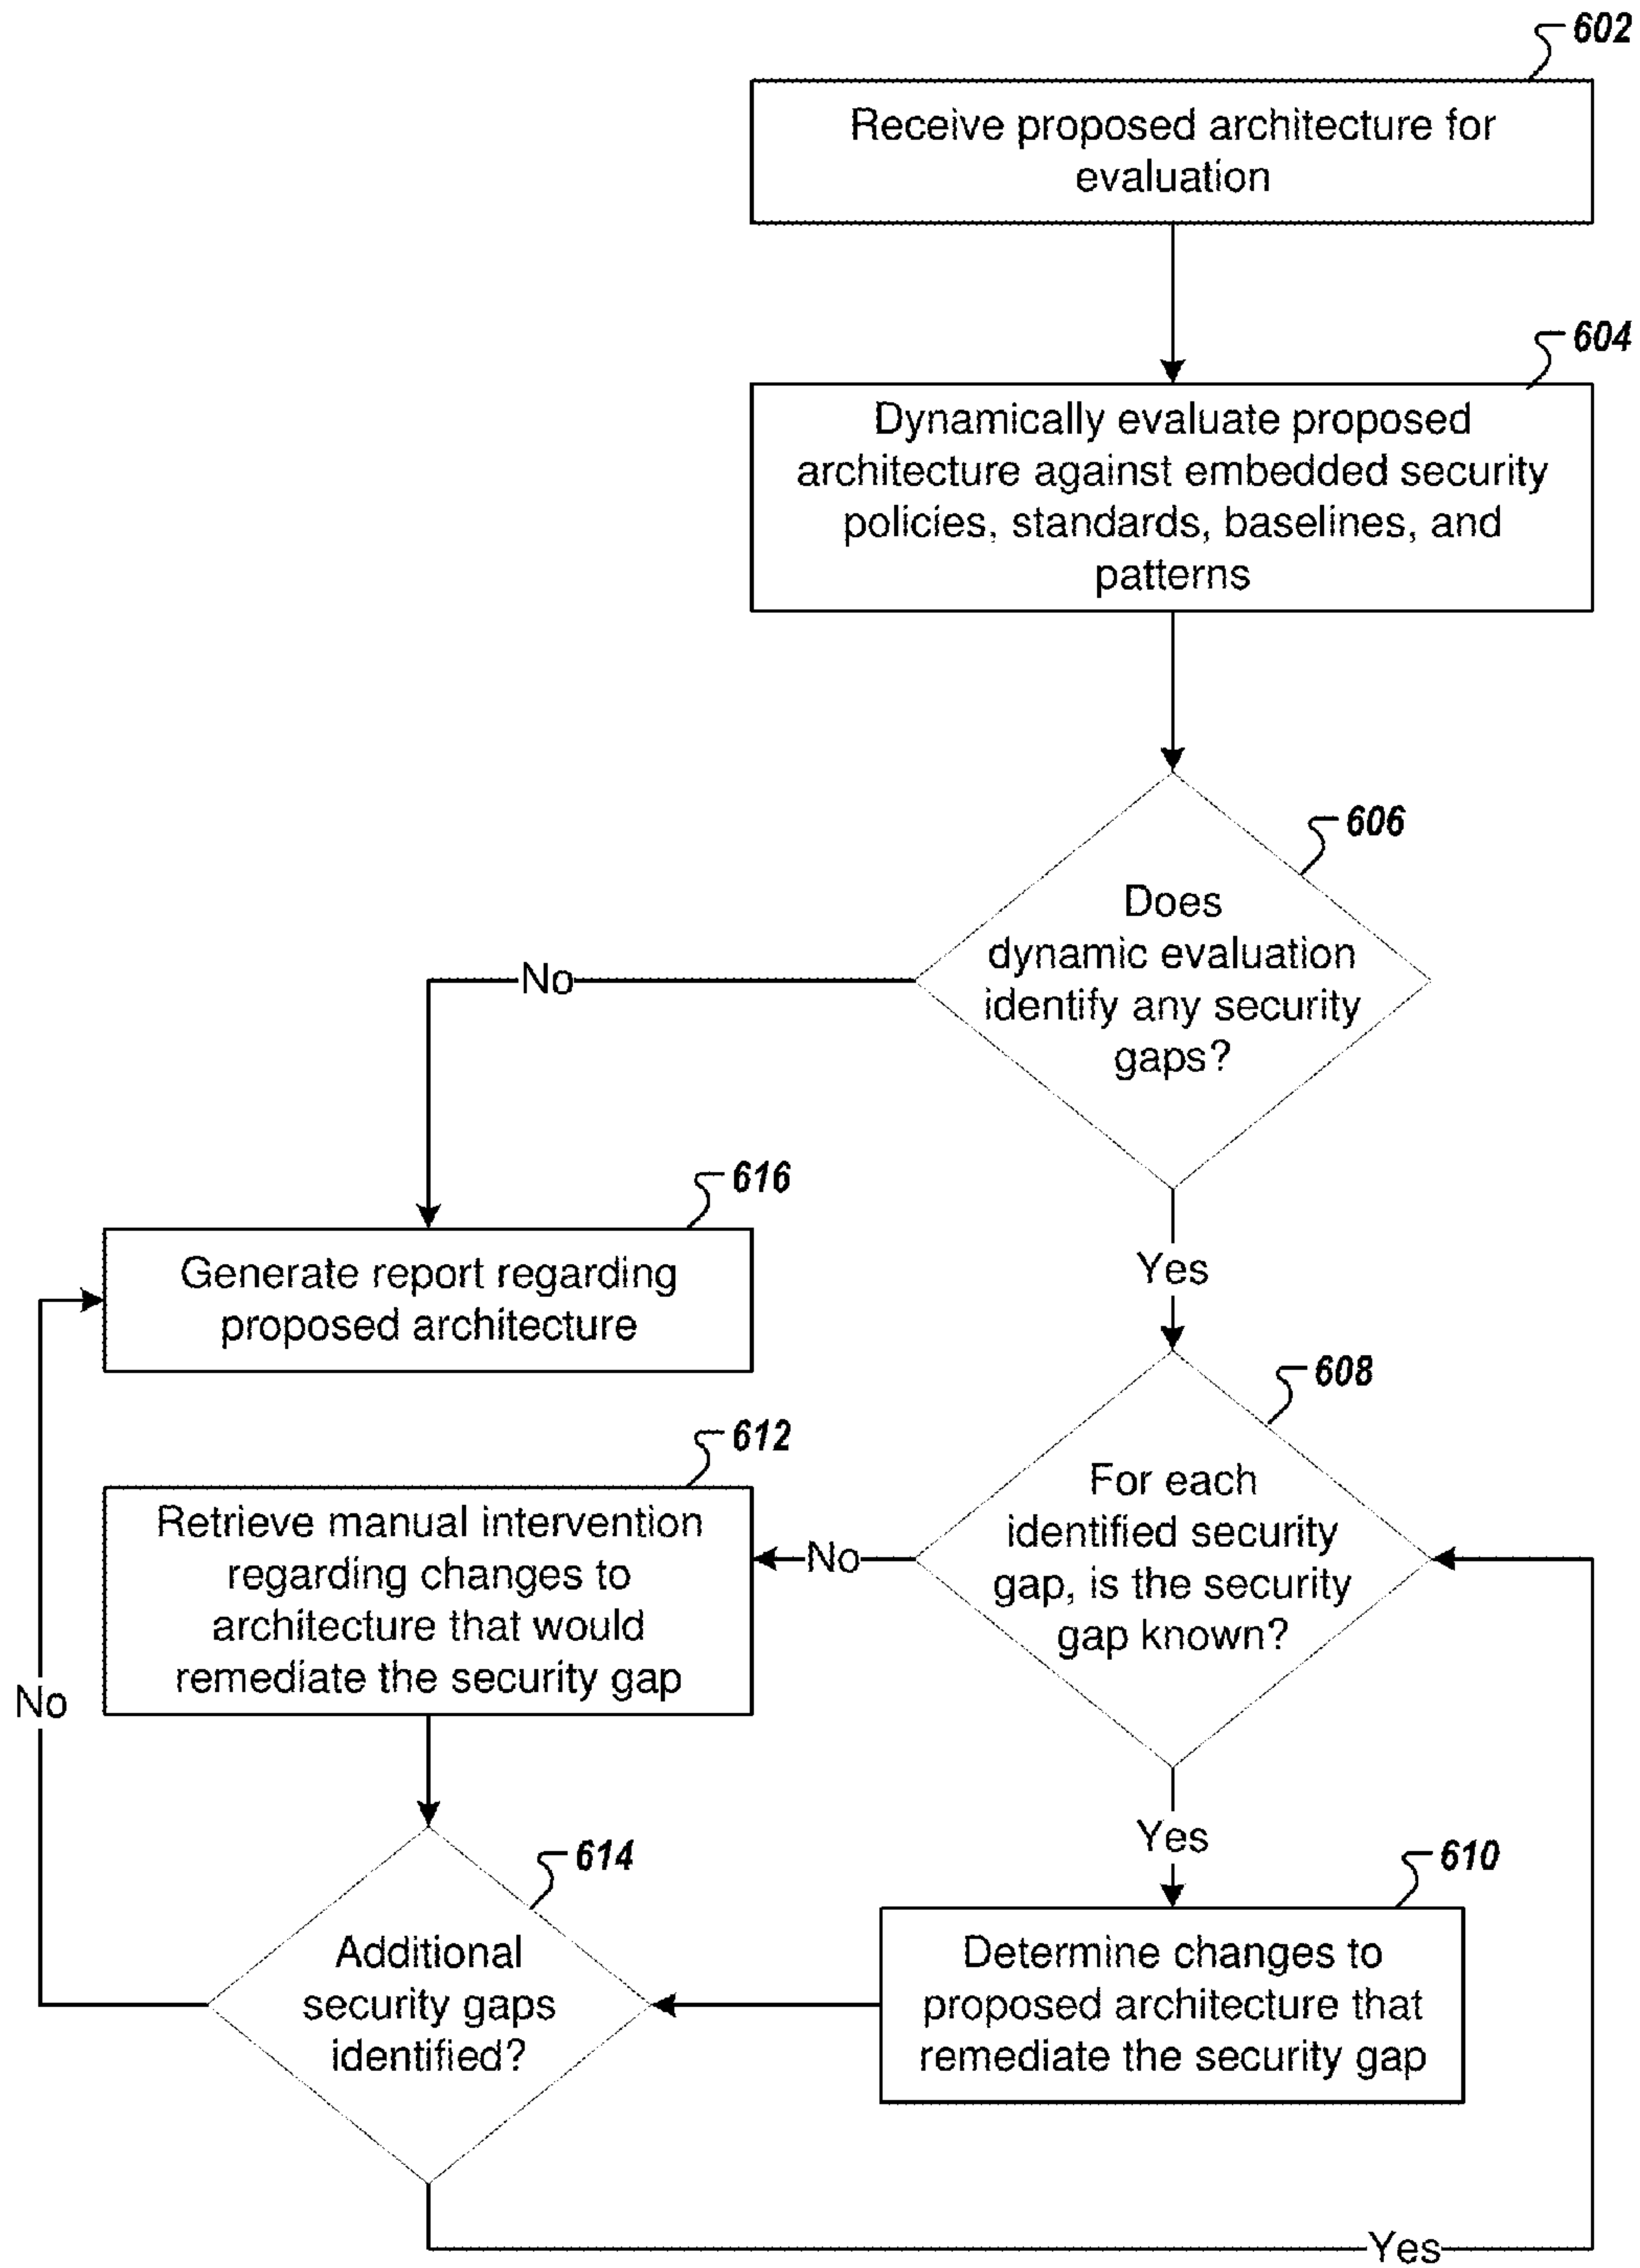 602
Receive proposed architecture for
evaluation
604
Dynamically evaluate proposed
architecture against embedded security
policies, standards, baselines, and
patterns
606
Does
dynamic evaluation
identify any security
gaps?
No
Yes
616
Generate report regarding
proposed architecture
608
For each
identified security
gap, is the security
gap known?
No
612
Retrieve manual intervention
regarding changes to
architecture that would
remediate the security gap
No
Yes
614
Additional
security gaps
identified?
610
Determine changes to
proposed architecture that
remediate the security gap
Yes